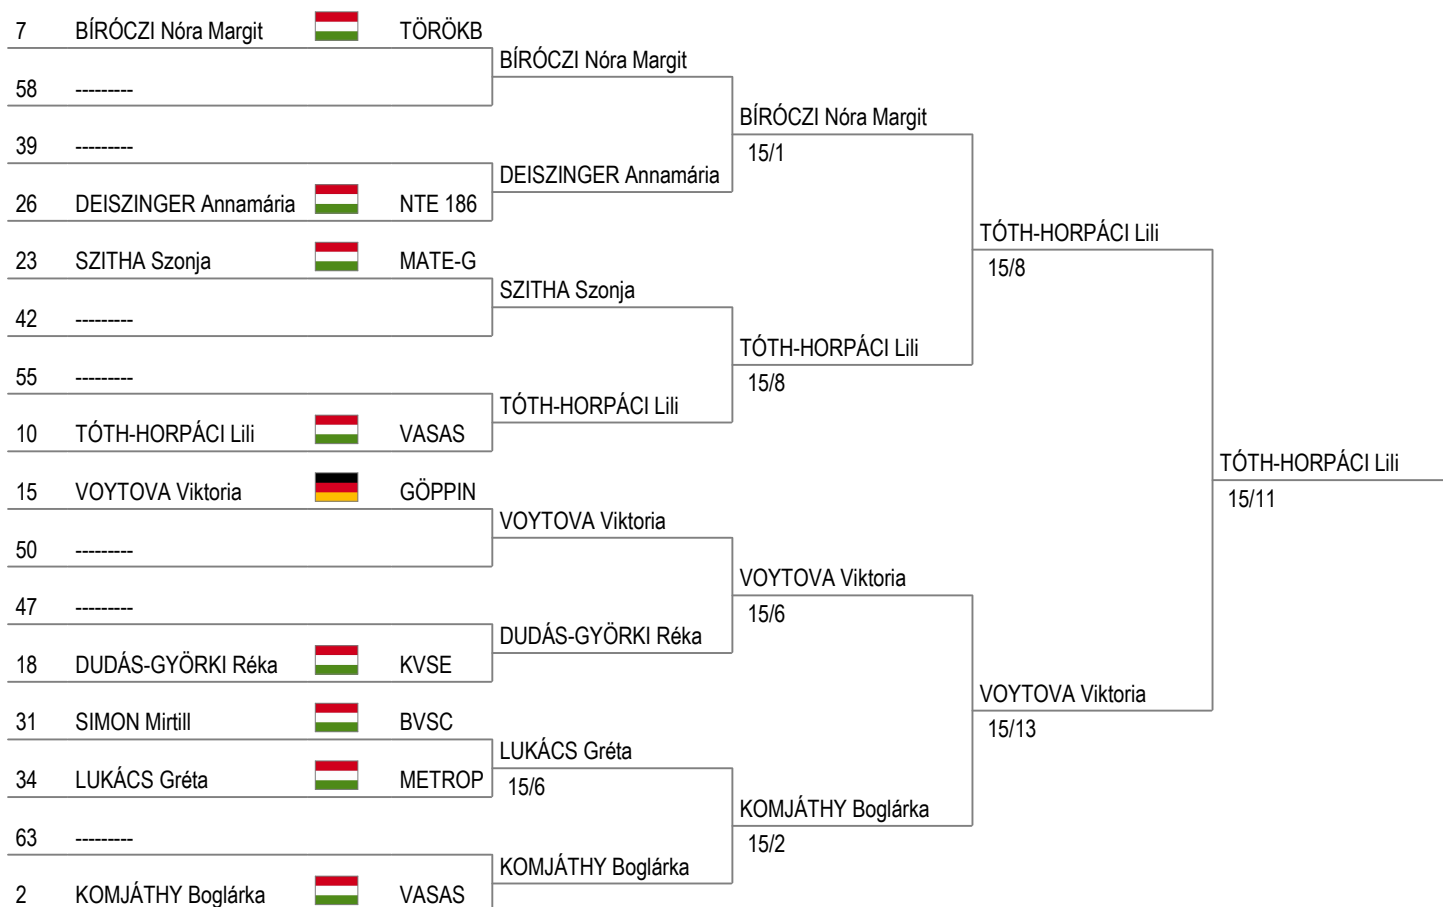 7 BÍRÓCZI Nóra Margit TÖRÖKB
BÍRÓCZI Nóra Margit
58 ---------
BÍRÓCZI Nóra Margit
15/1
39 ---------
DEISZINGER Annamária
26 DEISZINGER Annamária NTE 186
TÓTH-HORPÁCI Lili
15/8
23 SZITHA Szonja MATE-G
SZITHA Szonja
42 ---------
TÓTH-HORPÁCI Lili
15/8
55 ---------
TÓTH-HORPÁCI Lili
10 TÓTH-HORPÁCI Lili VASAS
TÓTH-HORPÁCI Lili
15/11
15 VOYTOVA Viktoria GÖPPIN
VOYTOVA Viktoria
50 ---------
VOYTOVA Viktoria
15/6
47 ---------
DUDÁS-GYÖRKI Réka
18 DUDÁS-GYÖRKI Réka KVSE
VOYTOVA Viktoria
15/13
31 SIMON Mirtill BVSC
LUKÁCS Gréta
15/6
34 LUKÁCS Gréta METROP
KOMJÁTHY Boglárka
15/2
63 ---------
KOMJÁTHY Boglárka
2 KOMJÁTHY Boglárka VASAS